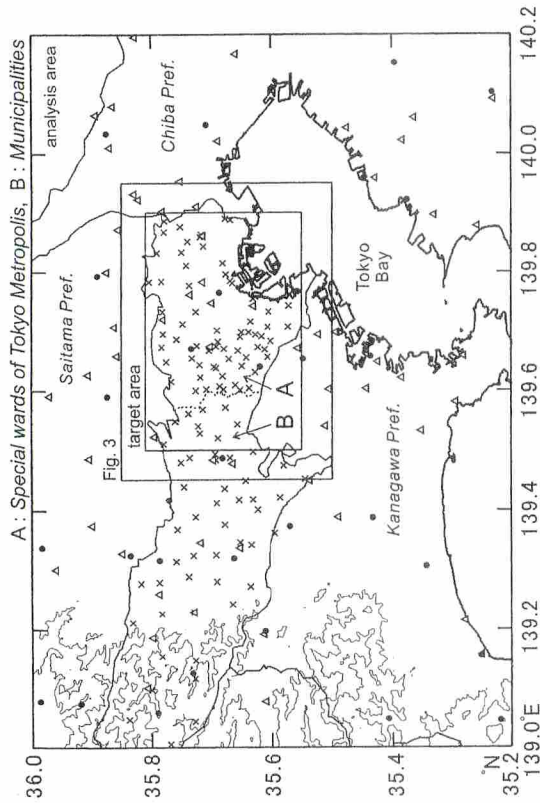 A : Special wards of Tokyo Metropolis, B : Municipalities
analysis area
Saitama Pref.
Chiba Pref.
Fig. 3
target area
B
A
Tokyo
Bay
Kanagawa Pref.
36.0
35.8
35.6
35.4
35.2
°N
139.0°E
139.2
139.4
139.6
139.8
140.0
140.2